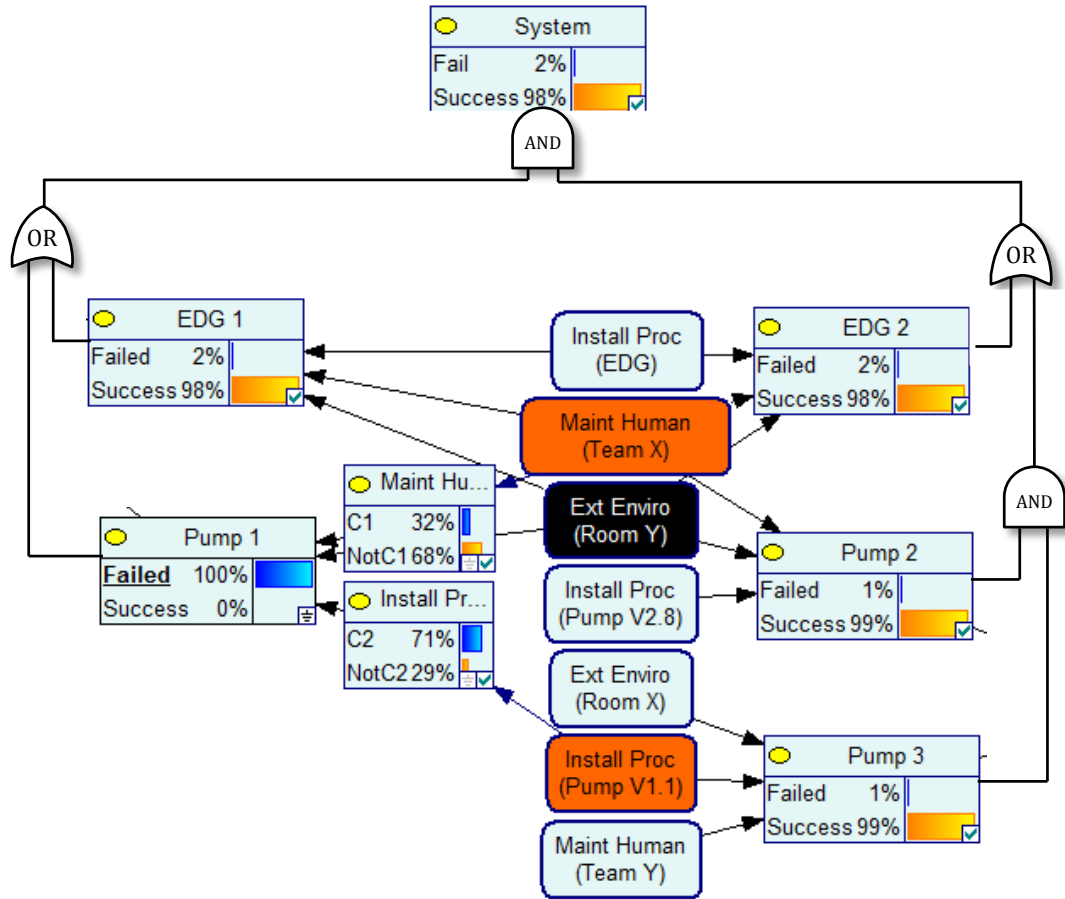 System
Fail 2%
Success 98%
AND
OR
OR
EDG 1
Failed 2%
Success 98%
Install Proc
(EDG)
EDG 2
Failed 2%
Success 98%
Maint Human
(Team X)
Maint Hu...
C1 32%
NotC1 68%
Ext Enviro
(Room Y)
AND
Pump 1
Failed 100%
Success 0%
Pump 2
Failed 1%
Success 99%
Install Pr...
C2 71%
NotC2 29%
Install Proc
(Pump V2.8)
Ext Enviro
(Room X)
Install Proc
(Pump V1.1)
Pump 3
Failed 1%
Success 99%
Maint Human
(Team Y)